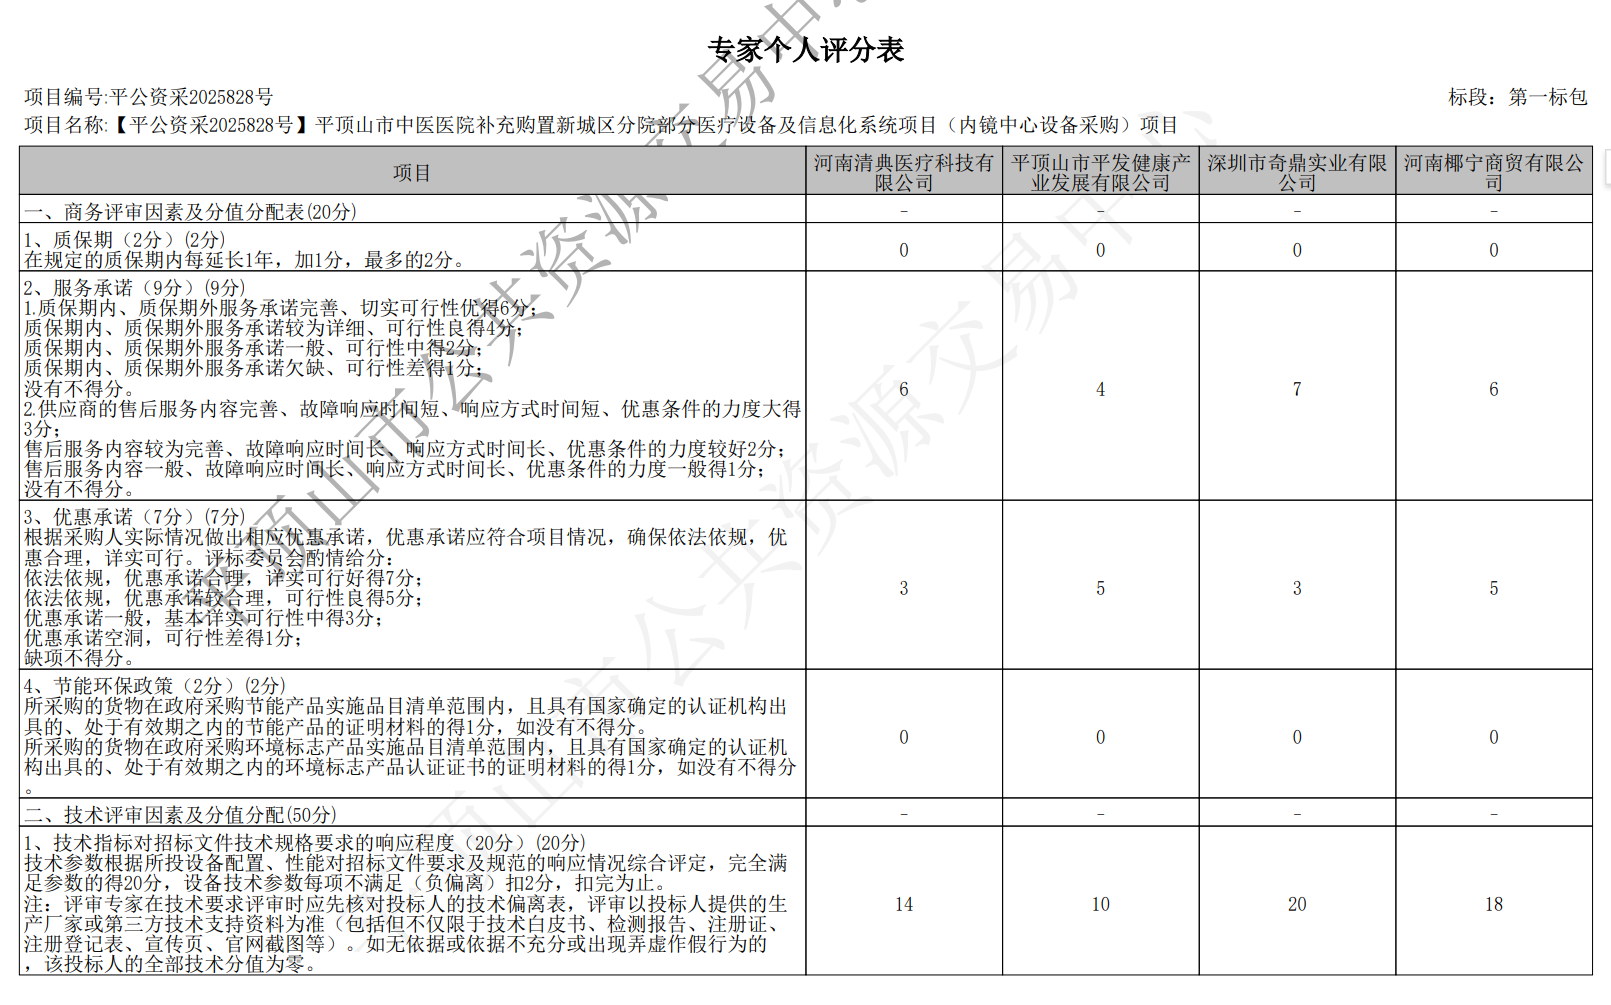 专家个人评分表
项目编号:平公资采2025828号
标段：第一标包
项目名称:【平公资采2025828号】平顶山市中医医院补充购置新城区分院部分医疗设备及信息化系统项目（内镜中心设备采购）项目
项目
河南清典医疗科技有
限公司
平顶山市平发健康产
业发展有限公司
深圳市奇鼎实业有限
公司
河南椰宁商贸有限公
司
一、商务评审因素及分值分配表(20分)
-
-
-
-
1、质保期（2分）(2分)
在规定的质保期内每延长1年，加1分，最多的2分。
0
0
0
0
2、服务承诺（9分）(9分)
1.质保期内、质保期外服务承诺完善、切实可行性优得6分；
质保期内、质保期外服务承诺较为详细、可行性良得4分；
质保期内、质保期外服务承诺一般、可行性中得2分；
质保期内、质保期外服务承诺欠缺、可行性差得1分；
没有不得分。
2.供应商的售后服务内容完善、故障响应时间短、响应方式时间短、优惠条件的力度大得
3分；
售后服务内容较为完善、故障响应时间长、响应方式时间长、优惠条件的力度较好2分；
售后服务内容一般、故障响应时间长、响应方式时间长、优惠条件的力度一般得1分；
没有不得分。
6
4
7
6
3、优惠承诺（7分）(7分)
根据采购人实际情况做出相应优惠承诺，优惠承诺应符合项目情况，确保依法依规，优
惠合理，详实可行。评标委员会酌情给分：
依法依规，优惠承诺合理，详实可行好得7分；
依法依规，优惠承诺较合理，可行性良得5分；
优惠承诺一般，基本详实可行性中得3分；
优惠承诺空洞，可行性差得1分；
缺项不得分。
3
5
3
5
4、节能环保政策（2分）(2分)
所采购的货物在政府采购节能产品实施品目清单范围内，且具有国家确定的认证机构出
具的、处于有效期之内的节能产品的证明材料的得1分，如没有不得分。
所采购的货物在政府采购环境标志产品实施品目清单范围内，且具有国家确定的认证机
构出具的、处于有效期之内的环境标志产品认证证书的证明材料的得1分，如没有不得分
。
0
0
0
0
二、技术评审因素及分值分配(50分)
-
-
-
-
1、技术指标对招标文件技术规格要求的响应程度（20分）(20分)
技术参数根据所投设备配置、性能对招标文件要求及规范的响应情况综合评定，完全满
足参数的得20分，设备技术参数每项不满足（负偏离）扣2分，扣完为止。
注：评审专家在技术要求评审时应先核对投标人的技术偏离表，评审以投标人提供的生
产厂家或第三方技术支持资料为准（包括但不仅限于技术白皮书、检测报告、注册证、
注册登记表、宣传页、官网截图等）。如无依据或依据不充分或出现弄虚作假行为的
，该投标人的全部技术分值为零。
14
10
20
18
平顶山市公共资源交易中心
平顶山市公共资源交易中心